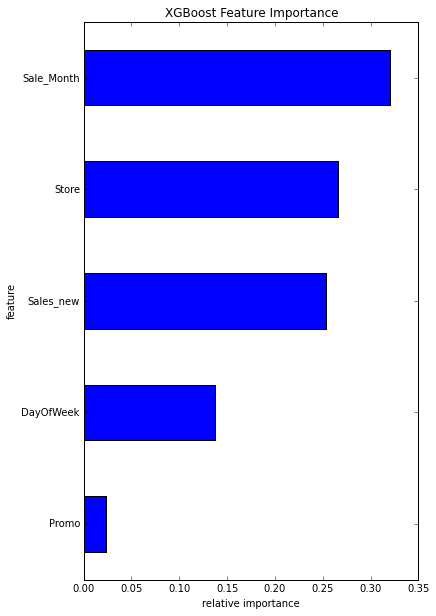 XGBoost Feature Importance
Sale_Month
Store
Sales_new
DayOfWeek
Promo
feature
0.00 0.05 0.10 0.15 0.20 0.25 0.30 0.35
relative importance